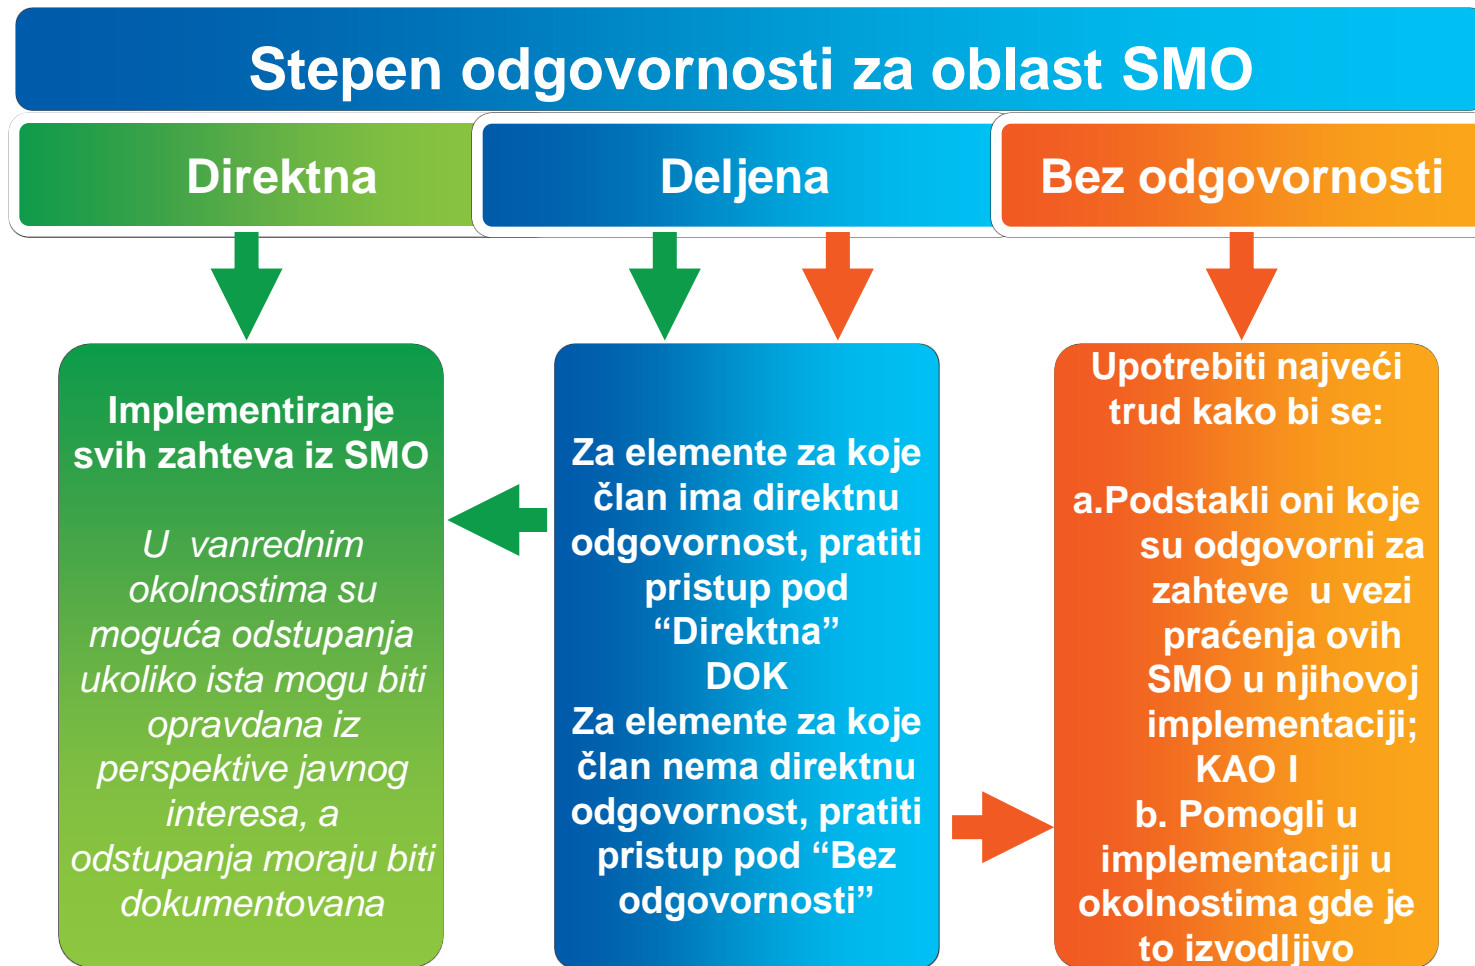 Stepen odgovornosti za oblast SMO
Direktna
Deljena
Bez odgovornosti
Implementiranje
svih zahteva iz SMO
U vanrednim
okolnostima su
moguća odstupanja
ukoliko ista mogu biti
opravdana iz
perspektive javnog
interesa, a
odstupanja moraju biti
dokumentovana
Za elemente za koje
član ima direktnu
odgovornost, pratiti
pristup pod
“Direktna”
DOK
Za elemente za koje
član nema direktnu
odgovornost, pratiti
pristup pod “Bez
odgovornosti”
Upotrebiti najveći
trud kako bi se:
a.Podstakli oni koje
su odgovorni za
zahteve u vezi
praćenja ovih
SMO u njihovoj
implementaciji;
KAO I
b. Pomogli u
implementaciji u
okolnostima gde je
to izvodljivo